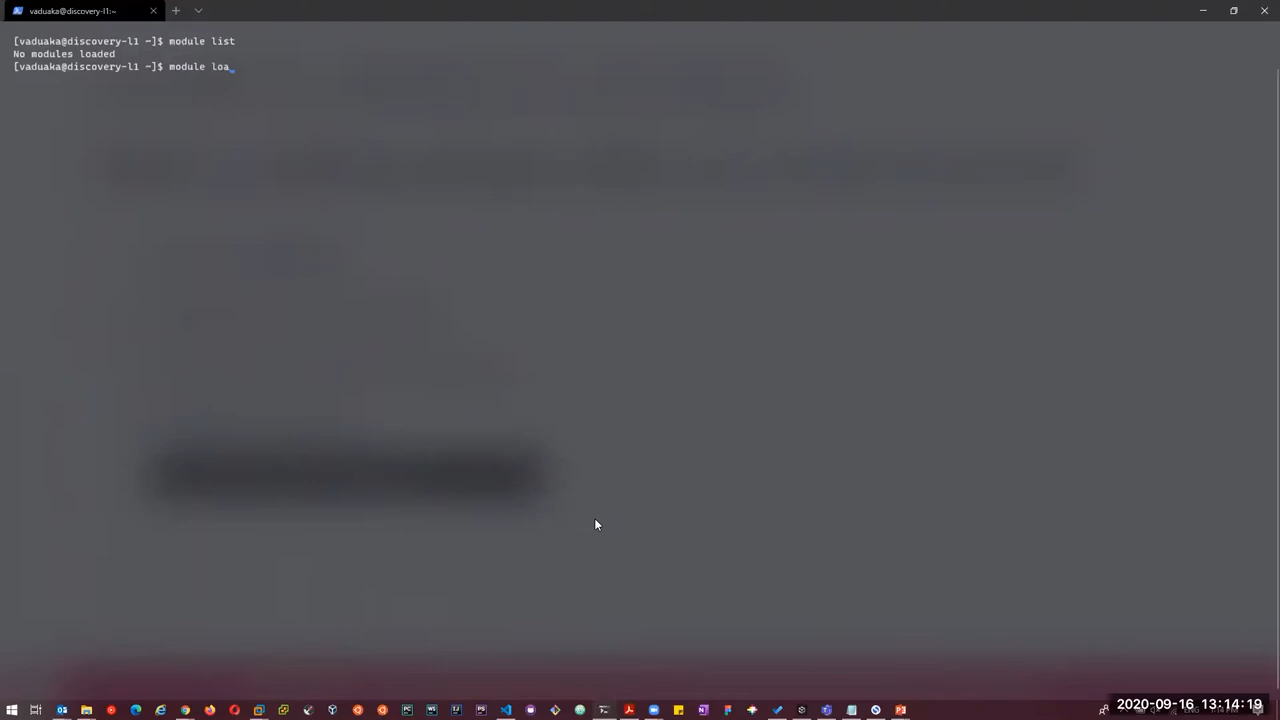 vaduaka@discovery-l1:~
[vaduaka@discovery-l1 ~]$ module list
No modules loaded
[vaduaka@discovery-l1 ~]$ module loa
2020-09-16 13:14:19